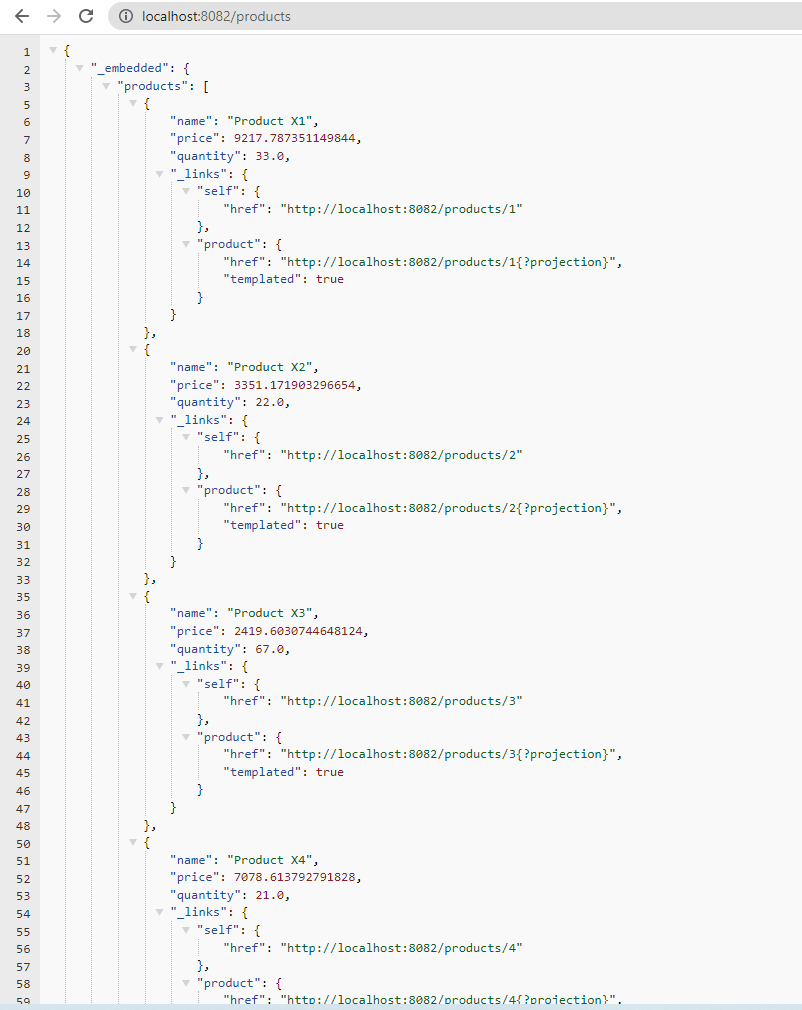 localhost:8082/products
1 {
2 "_embedded": {
3 "products": [
5 {
6 "name": "Product X1",
7 "price": 9217.787351149844,
8 "quantity": 33.0,
9 "_links": {
10 "self": {
11 "href": "http://localhost:8082/products/1"
12 },
13 "product": {
14 "href": "http://localhost:8082/products/1{?projection}",
15 "templated": true
16 }
17 }
18 },
20 {
21 "name": "Product X2",
22 "price": 3351.171903296654,
23 "quantity": 22.0,
24 "_links": {
25 "self": {
26 "href": "http://localhost:8082/products/2"
27 },
28 "product": {
29 "href": "http://localhost:8082/products/2{?projection}",
30 "templated": true
31 }
32 }
33 },
35 {
36 "name": "Product X3",
37 "price": 2419.6030744648124,
38 "quantity": 67.0,
39 "_links": {
40 "self": {
41 "href": "http://localhost:8082/products/3"
42 },
43 "product": {
44 "href": "http://localhost:8082/products/3{?projection}",
45 "templated": true
46 }
47 }
48 },
50 {
51 "name": "Product X4",
52 "price": 7078.613792791828,
53 "quantity": 21.0,
54 "_links": {
55 "self": {
56 "href": "http://localhost:8082/products/4"
57 },
58 "product": {
59 "href": "http://localhost:8082/products/4{?projection}",